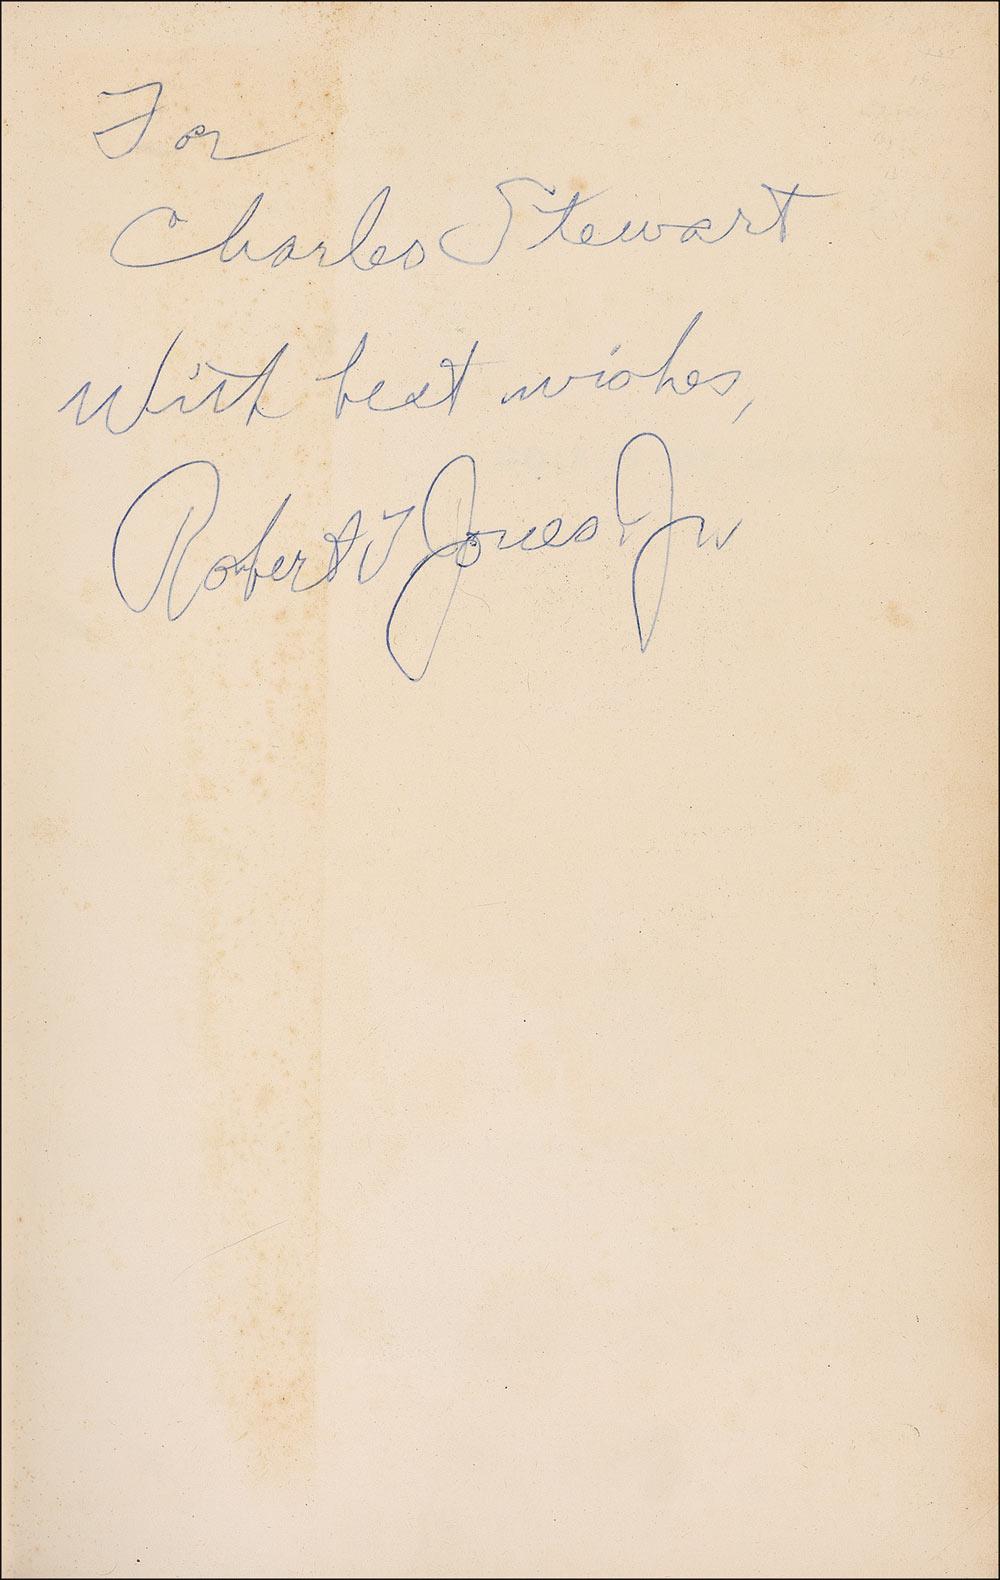 For
Charles Stewart
With best wishes,
Robert T Jones, Jr